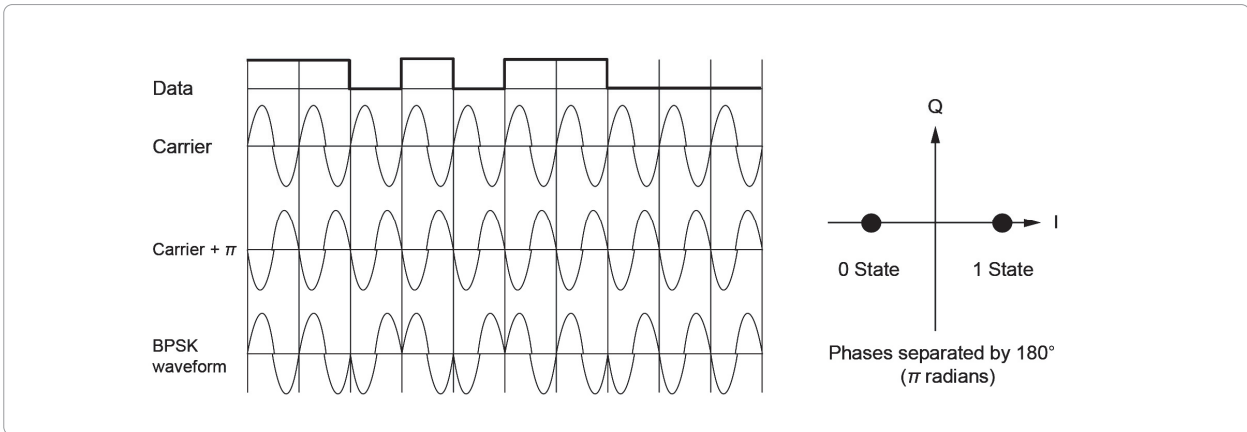 Data
Carrier
Carrier + π
BPSK
waveform
Q
I
0 State
1 State
Phases separated by 180°
(π radians)